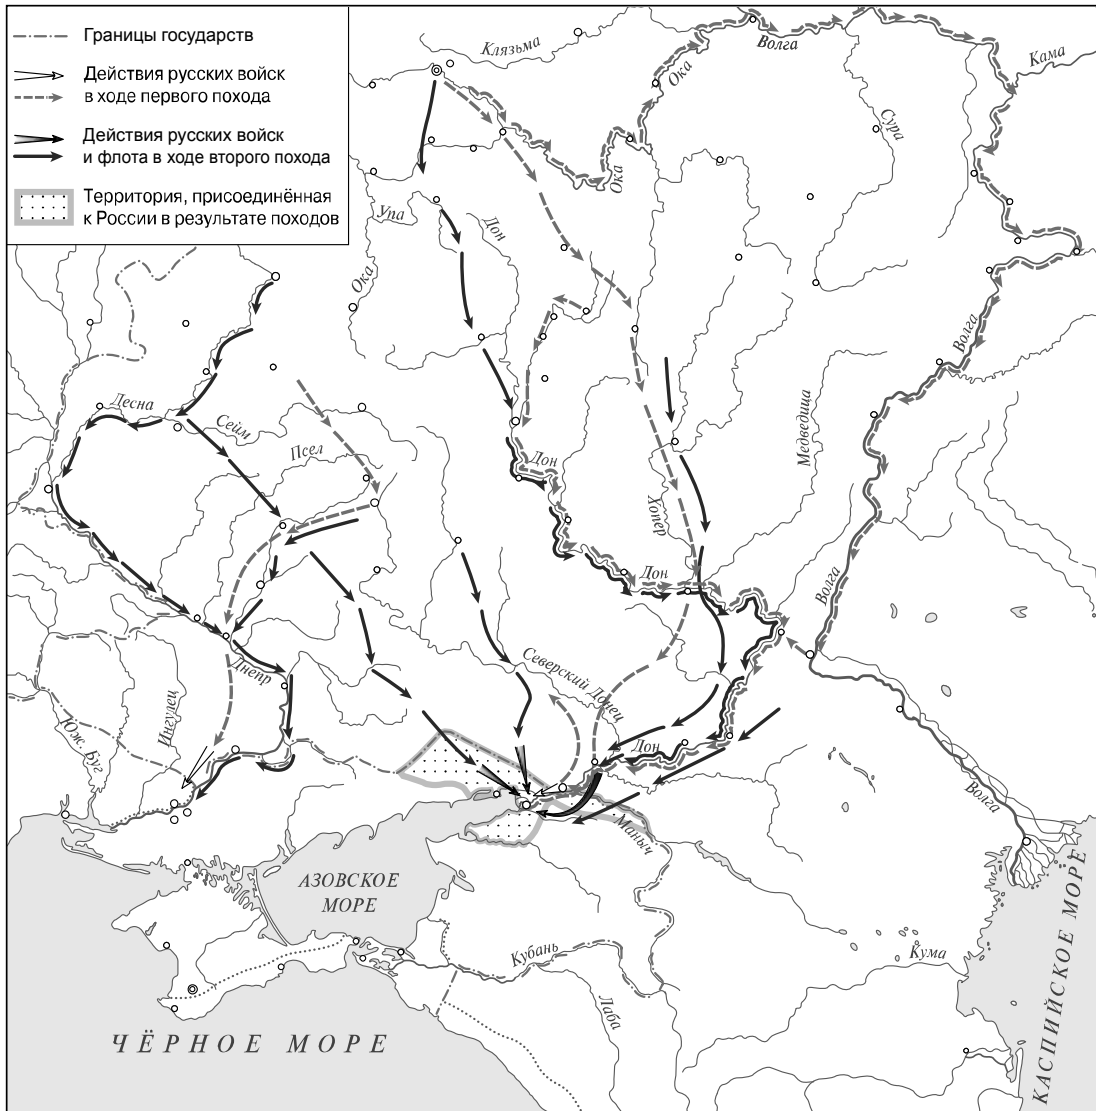 Границы государств
Действия русских войск
в ходе первого похода
Действия русских войск
и флота в ходе второго похода
Территория, присоединённая
к России в результате походов
Клязьма
Ока
Волга
Кама
Сура
Ока
Упа
Дон
Ока
Волга
Десна
Сейм
Псел
Дон
Медведица
Хопер
Дон
Волга
Северский Донец
Днепр
Ингулец
Юж. Буг
Дон
Волга
Маныч
АЗОВСКОЕ
МОРЕ
Кубань
Лаба
Кума
ЧЁРНОЕ МОРЕ
КАСПИЙСКОЕ МОРЕ